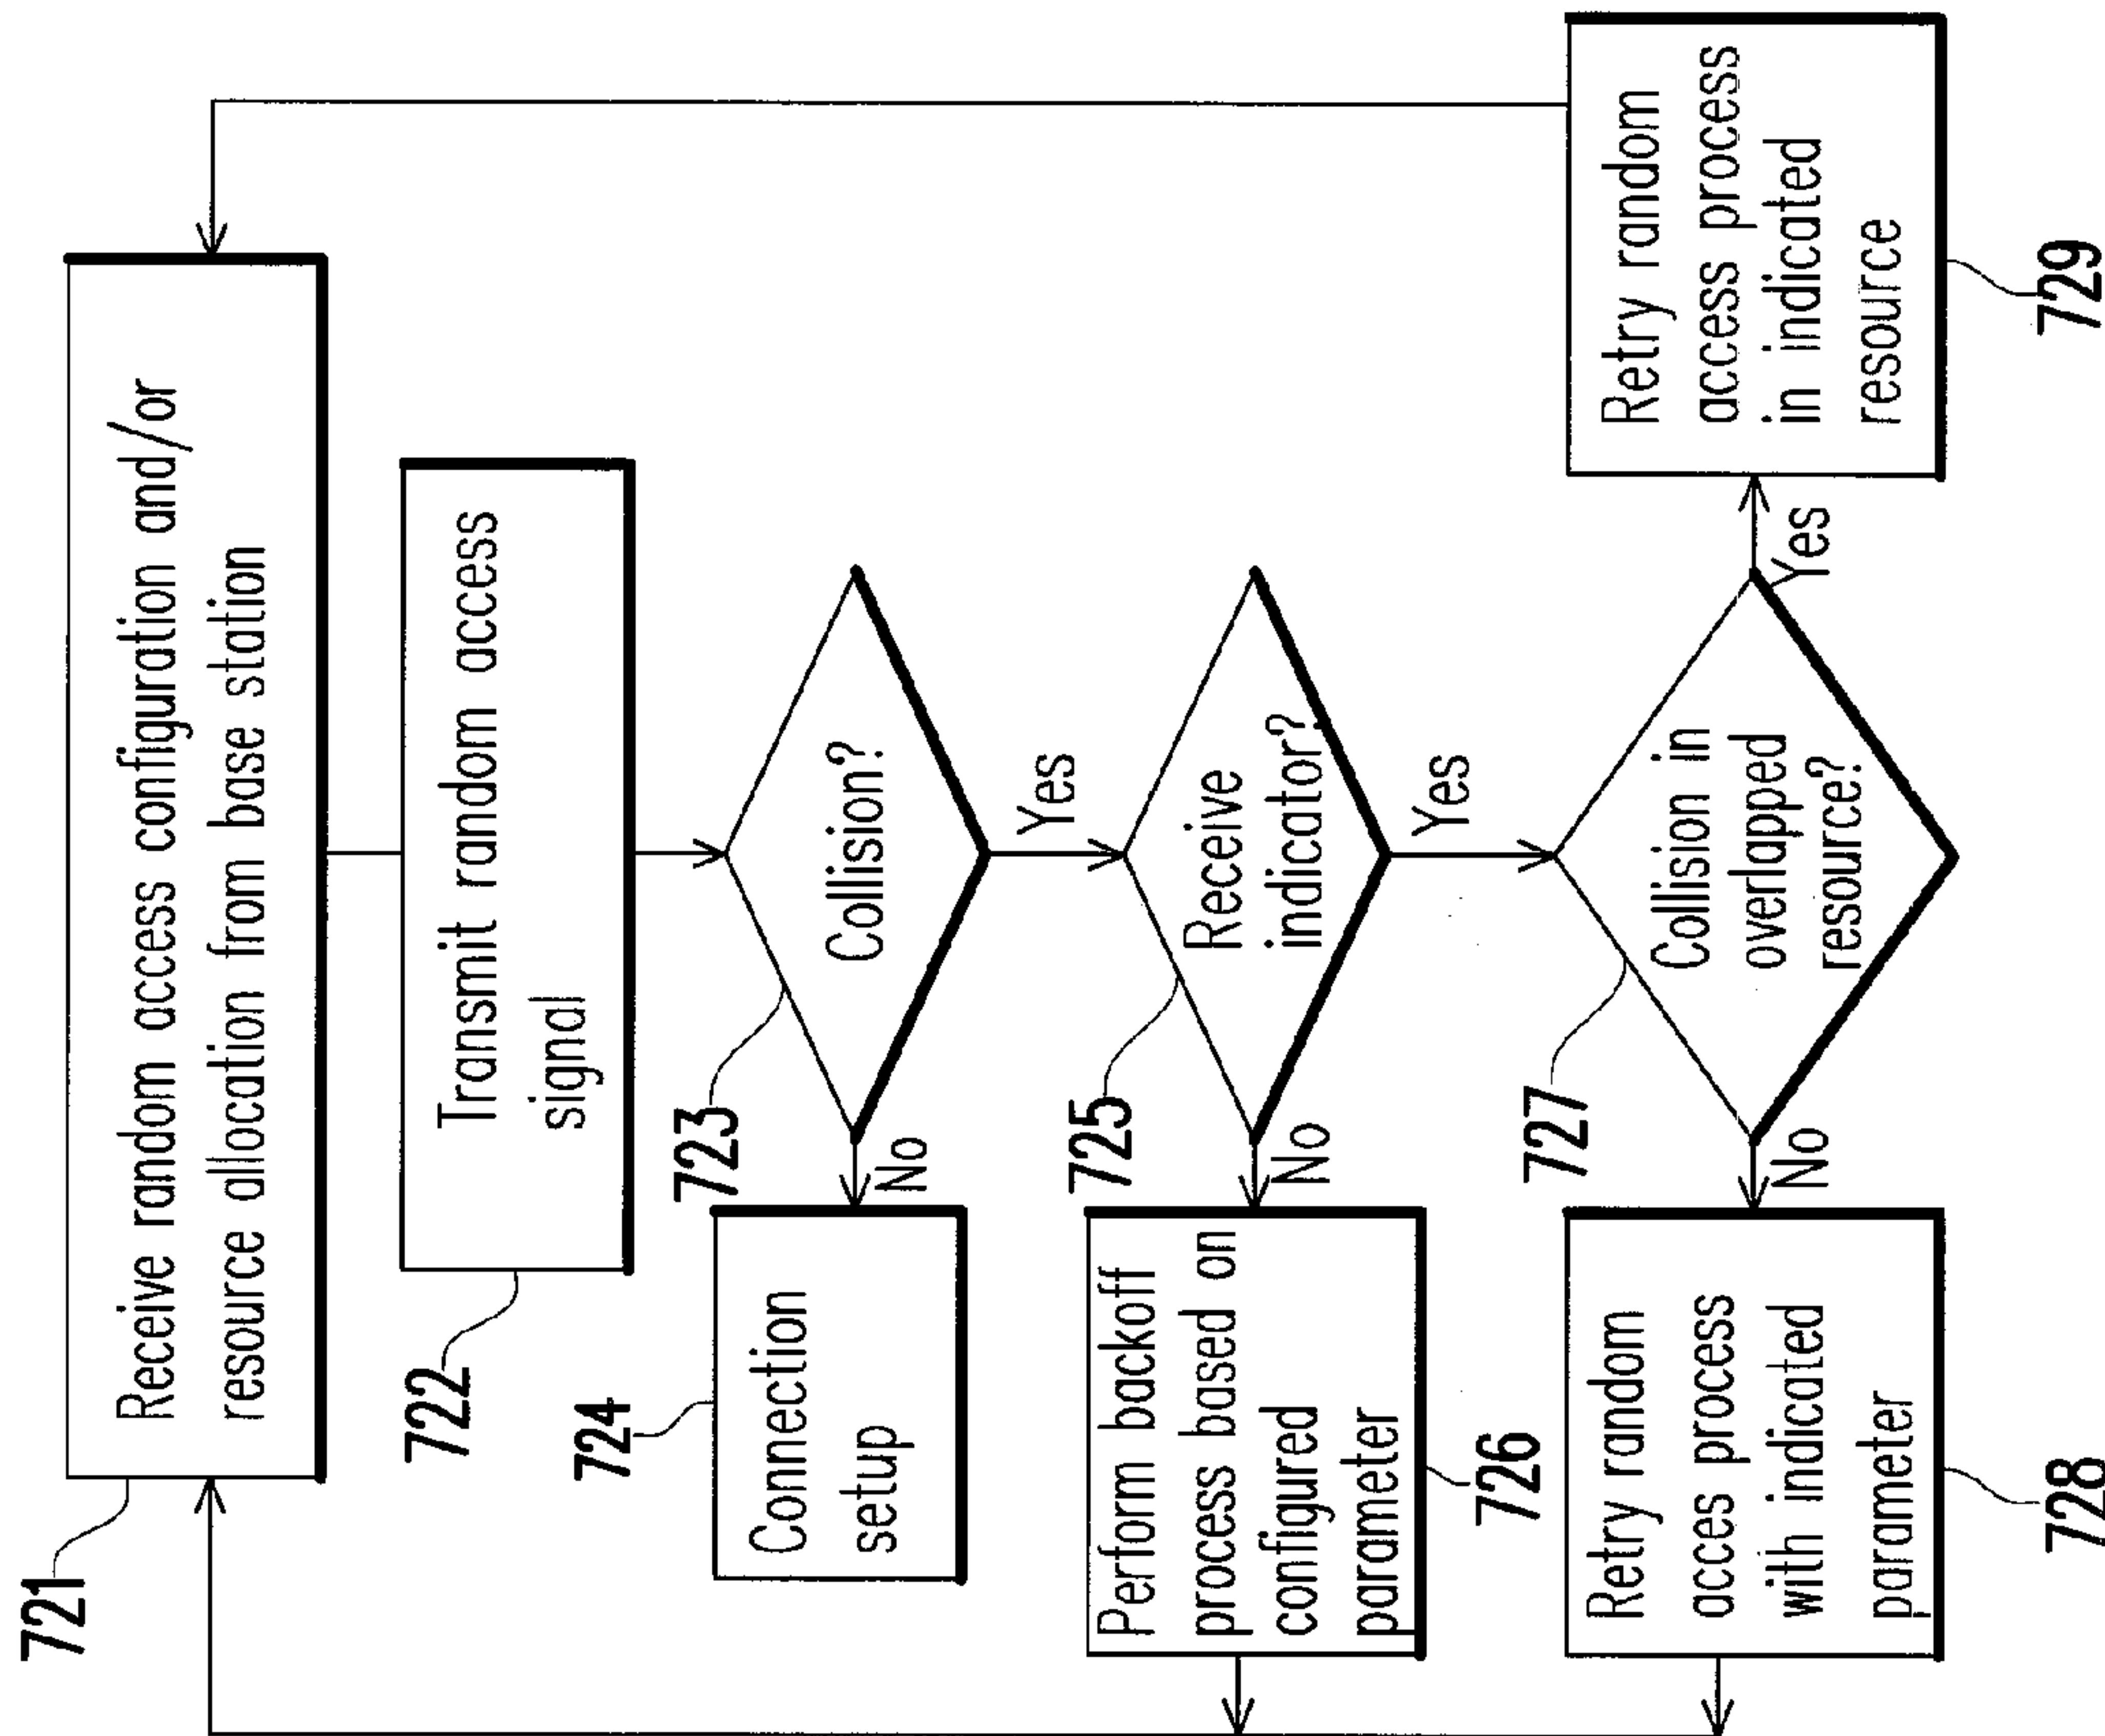 721
Receive random access configuration and/or
resource allocation from base station
722
Transmit random access
signal
723
Collision?
No
Yes
724
Connection
setup
725
Receive
indicator?
No
Yes
Perform backoff
process based on
configured
parameter
726
727
Collision in
overlapped
resource?
No
Yes
Retry random
acces process
with indicated
parameter
728
Retry random
access process
in indicated
resource
729